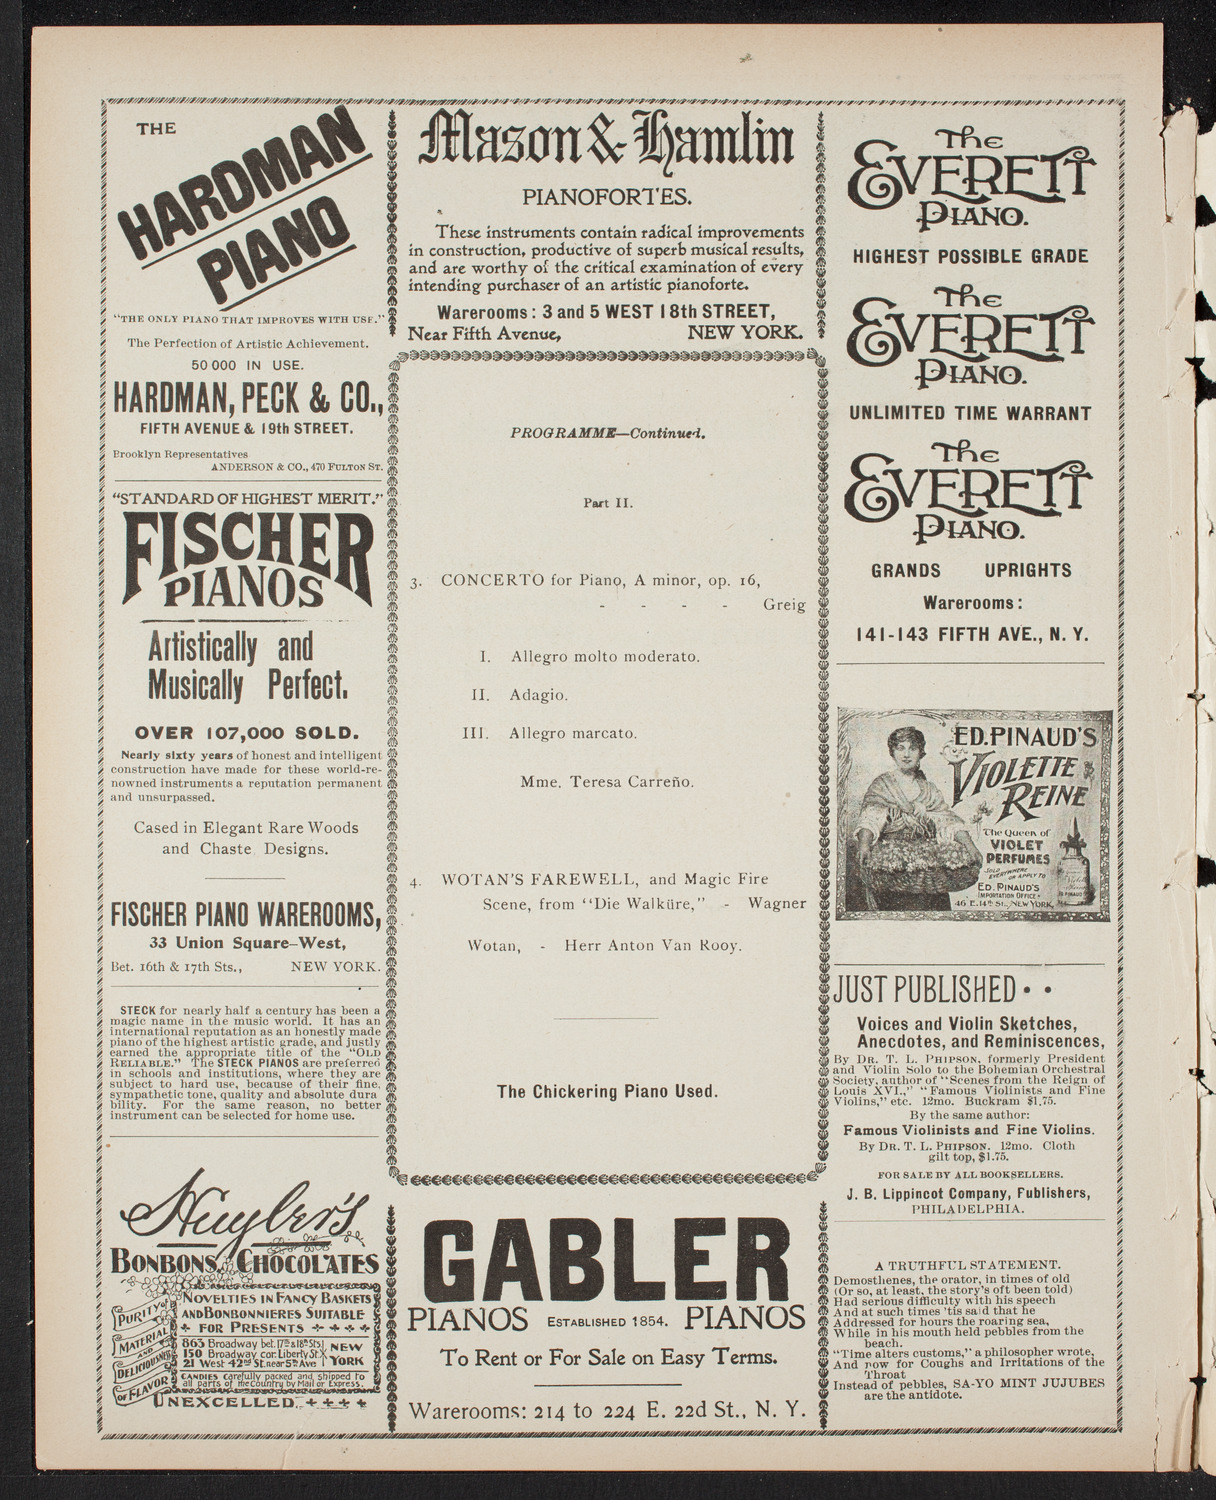 THE
HARDMAN
PIANO
"THE ONLY PIANO THAT IMPROVES WITH USE."
The Perfection of Artistic Achievement.
50 000 IN USE.
HARDMAN, PECK & CO.,
FIFTH AVENUE & 19th STREET.
Brooklyn Representatives
ANDERSON & CO., 470 FULTON ST.
"STANDARD OF HIGHEST MERIT."
FISCHER
PIANOS
Artistically and
Musically Perfect.
OVER 107,000 SOLD.
Nearly sixty years of honest and intelligent
construction have made for these world-re-
nowned instruments a reputation permanent
and unsurpassed.
Cased in Elegant Rare Woods
and Chaste Designs.
FISCHER PIANO WAREROOMS,
33 Union Square—West,
Bet. 16th & 17th Sts., NEW YORK.
STECK for nearly half a century has been a
magic name in the music world. It has an
international reputation as an honestly made
piano of the highest artistic grade, and justly
earned the appropriate title of the "OLD
RELIABLE." The STECK PIANOS are preferred
in schools and institutions, where they are
subject to hard use, because of their fine,
sympathetic tone, quality and absolute dura
bility. For the same reason, no better
instrument can be selected for home use.
Huyler's
BONBONS, CHOCOLATES
PURITY of
MATERIAL
AND
DELICIOUSNESS
of FLAVOR
NOVELTIES IN FANCY BASKETS
AND BONBONNIERES SUITABLE
FOR PRESENTS
863 Broadway bet. 17th & 18th Sts.
150 Broadway cor. Liberty St.
21 West 42nd St. near 5th Ave
NEW
YORK
CANDIES carefully packed and shipped to
all parts of the Country by Mail or Express.
UNEXCELLED.
Mason & Hamlin
PIANOFORTES.
These instruments contain radical improvements
in construction, productive of superb musical results,
and are worthy of the critical examination of every
intending purchaser of an artistic pianoforte.
Warerooms: 3 and 5 WEST 18th STREET,
Near Fifth Avenue, NEW YORK.
PROGRAMME—Continued.
Part II.
3. CONCERTO for Piano, A minor, op. 16,
- - - - Greig
I. Allegro molto moderato.
II. Adagio.
III. Allegro marcato.
Mme. Teresa Carreño.
4. WOTAN'S FAREWELL, and Magic Fire
Scene, from "Die Walküre," - Wagner
Wotan, - Herr Anton Van Rooy.
The Chickering Piano Used.
GABLER
PIANOS ESTABLISHED 1854. PIANOS
To Rent or For Sale on Easy Terms.
Warerooms: 214 to 224 E. 22d St., N. Y.
The
EVERETT
PIANO.
HIGHEST POSSIBLE GRADE
The
EVERETT
PIANO.
UNLIMITED TIME WARRANT
The
EVERETT
PIANO.
GRANDS UPRIGHTS
Warerooms:
141-143 FIFTH AVE., N. Y.
ED. PINAUD'S
VIOLETTE
REINE
The Queen of
VIOLET
PERFUMES
SOLD EVERYWHERE
OR APPLY TO
ED. PINAUD'S
IMPORTATION OFFICE
46 E. 14th St., NEW YORK.
JUST PUBLISHED • •
Voices and Violin Sketches,
Anecdotes, and Reminiscences,
By DR. T. L. PHIPSON, formerly President
and Violin Solo to the Bohemian Orchestral
Society, author of "Scenes from the Reign of
Louis XVI.," "Famous Violinists and Fine
Violins," etc. 12mo. Buckram $1.75.
By the same author:
Famous Violinists and Fine Violins.
By DR. T. L. PHIPSON. 12mo. Cloth
gilt top, $1.75.
FOR SALE BY ALL BOOKSELLERS.
J. B. Lippincot Company, Fublishers,
PHILADELPHIA.
A TRUTHFUL STATEMENT.
Demosthenes, the orator, in times of old
(Or so, at least, the story's oft been told)
Had serious difficulty with his speech
And at such times 'tis said that he
Addressed for hours the roaring sea,
While in his mouth held pebbles from the
beach.
"Time alters customs," a philosopher wrote,
And now for Coughs and Irritations of the
Throat
Instead of pebbles, SA-YO MINT JUJUBES
are the antidote.